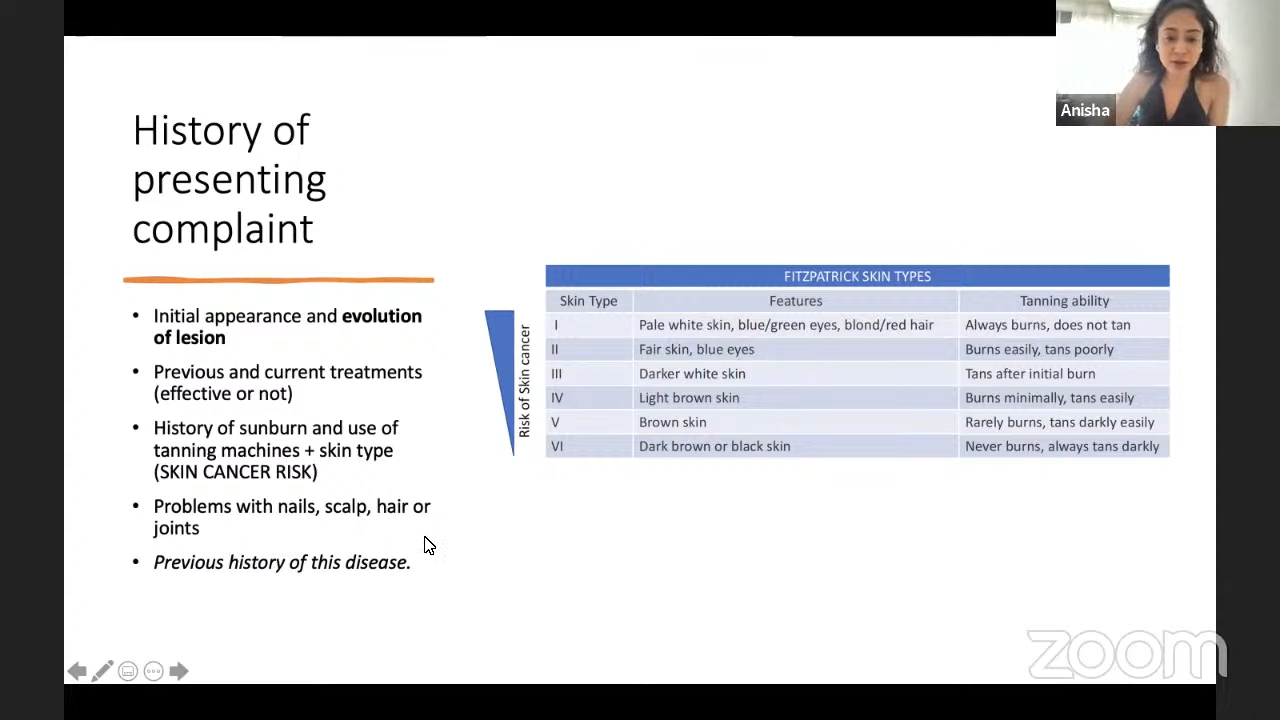 Anisha
History of
presenting
complaint
• Initial appearance and evolution
of lesion
• Previous and current treatments
(effective or not)
• History of sunburn and use of
tanning machines + skin type
(SKIN CANCER RISK)
• Problems with nails, scalp, hair or
joints
• Previous history of this disease.
Risk of Skin cancer
FITZPATRICK SKIN TYPES
Skin Type Features Tanning ability
I Pale white skin, blue/green eyes, blond/red hair Always burns, does not tan
II Fair skin, blue eyes Burns easily, tans poorly
III Darker white skin Tans after initial burn
IV Light brown skin Burns minimally, tans easily
V Brown skin Rarely burns, tans darkly easily
VI Dark brown or black skin Never burns, always tans darkly
zoom